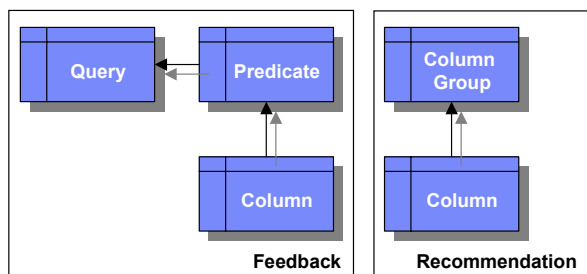 Query
Predicate
Column
Feedback
Column
Group
Column
Recommendation